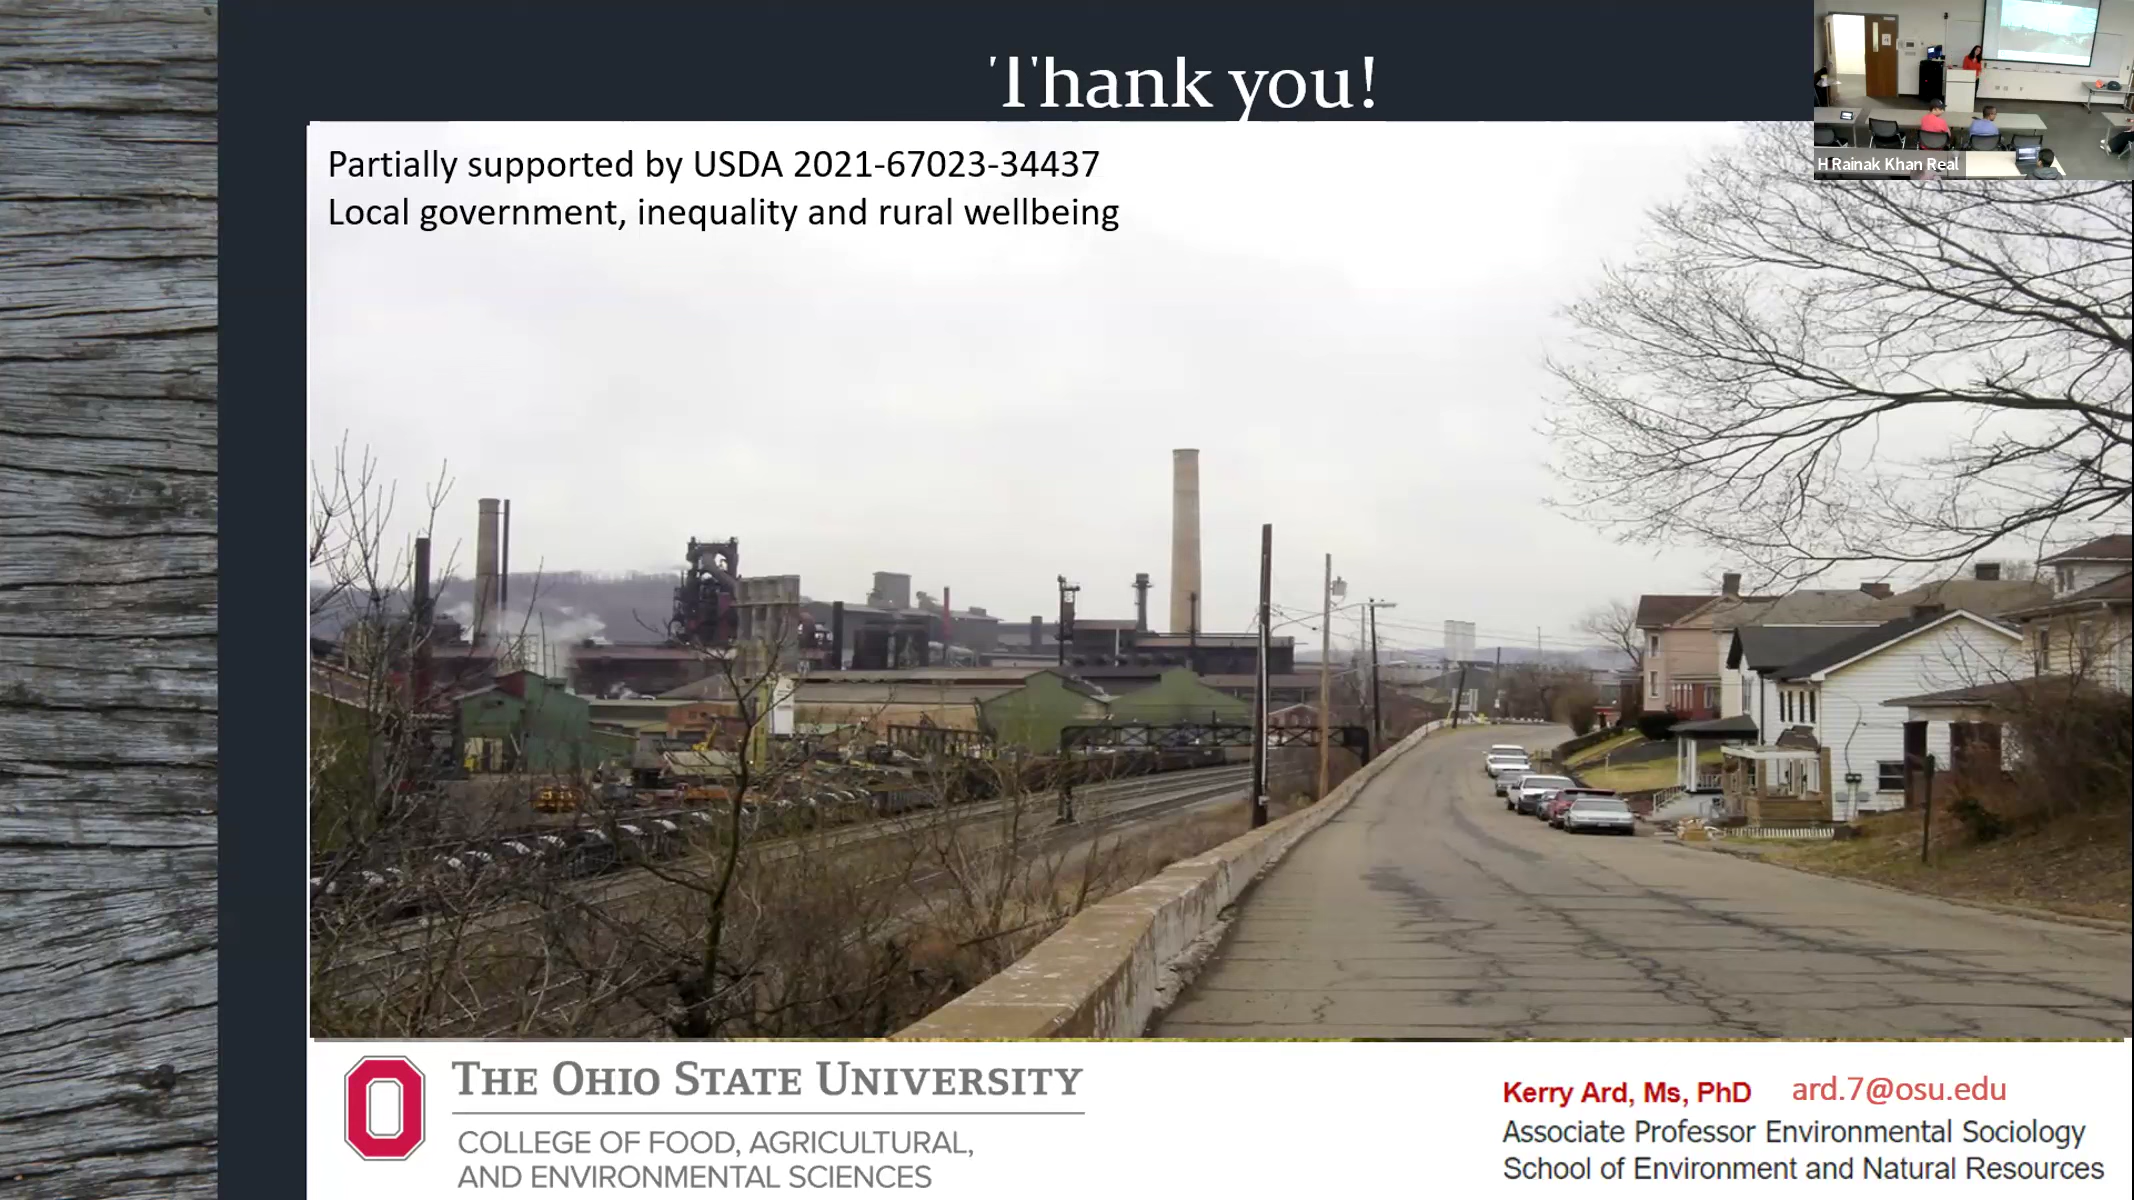 Thank you!
H Rainak Khan Real
Partially supported by USDA 2021-67023-34437
Local government, inequality and rural wellbeing
THE OHIO STATE UNIVERSITY
COLLEGE OF FOOD, AGRICULTURAL,
AND ENVIRONMENTAL SCIENCES
Kerry Ard, Ms, PhD ard.7@osu.edu
Associate Professor Environmental Sociology
School of Environment and Natural Resources